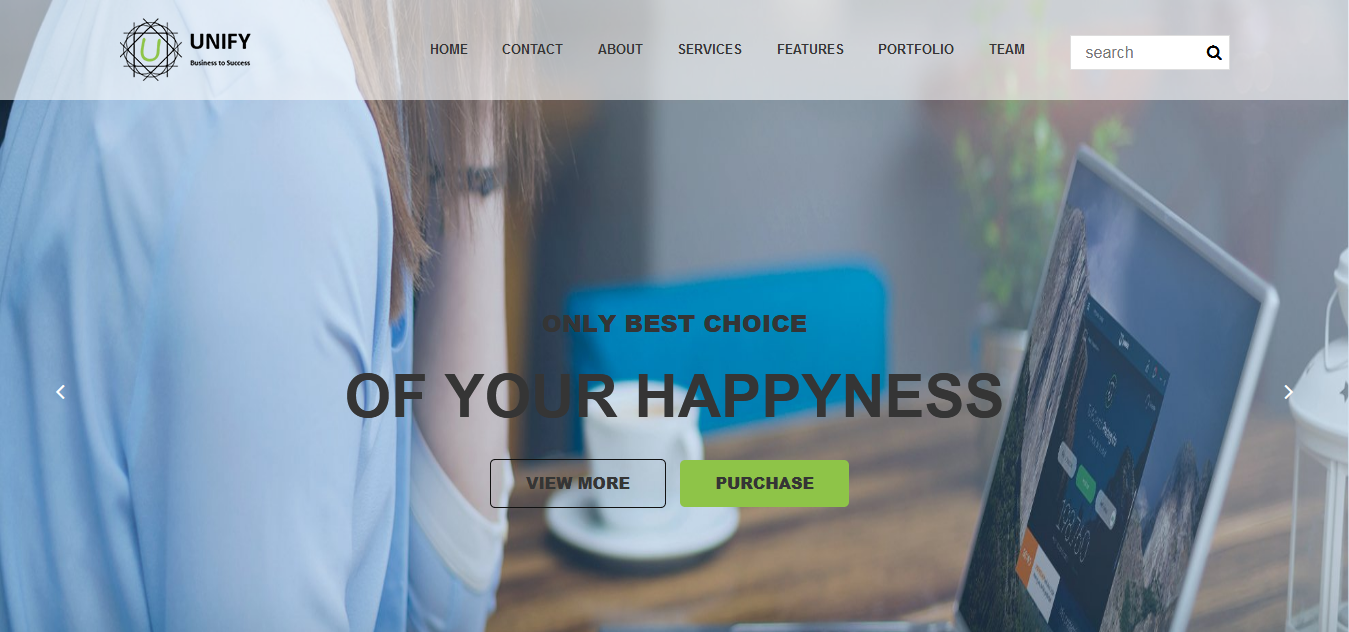 UNIFY
Business to Success
HOME CONTACT ABOUT SERVICES FEATURES PORTFOLIO TEAM
search
ONLY BEST CHOICE
OF YOUR HAPPYNESS
VIEW MORE PURCHASE